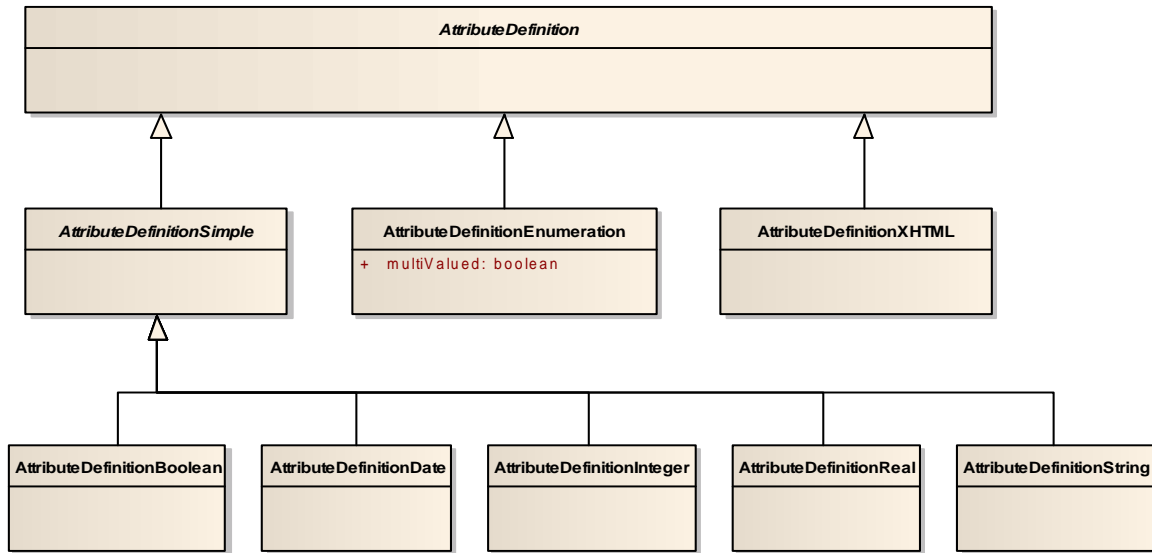 AttributeDefinition
AttributeDefinitionSimple
AttributeDefinitionEnumeration
+ multiValued: boolean
AttributeDefinitionXHTML
AttributeDefinitionBoolean
AttributeDefinitionDate
AttributeDefinitionInteger
AttributeDefinitionReal
AttributeDefinitionString